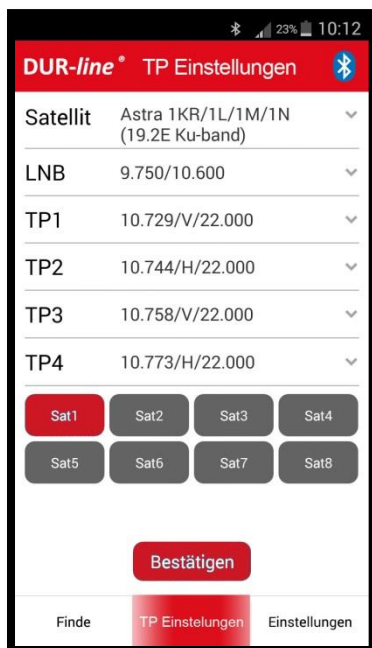 23% 10:12
DUR-line® TP Einstellungen
Satellit Astra 1KR/1L/1M/1N
(19.2E Ku-band)
LNB 9.750/10.600
TP1 10.729/V/22.000
TP2 10.744/H/22.000
TP3 10.758/V/22.000
TP4 10.773/H/22.000
Sat1 Sat2 Sat3 Sat4
Sat5 Sat6 Sat7 Sat8
Bestätigen
Finde TP Einstelungen Einstellungen